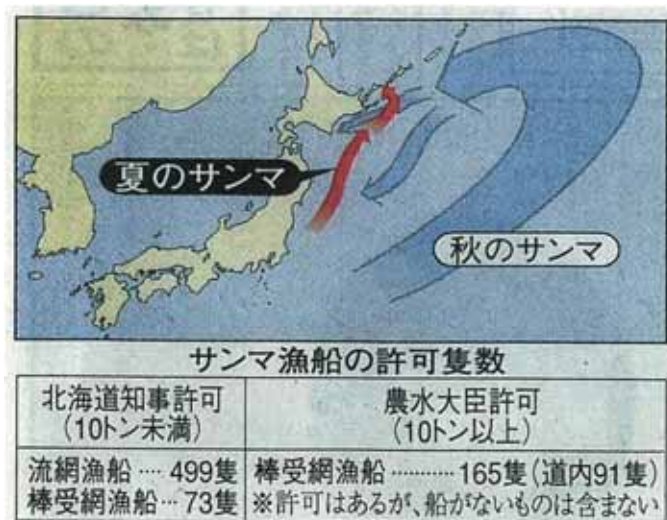 夏のサンマ
秋のサンマ
サンマ漁船の許可隻数
北海道知事許可
(10トン未満)
農水大臣許可
(10トン以上)
流網漁船 …… 499隻
棒受網漁船 … 73隻
棒受網漁船 ………… 165隻(道内91隻)
※許可はあるが、船がないものは含まない